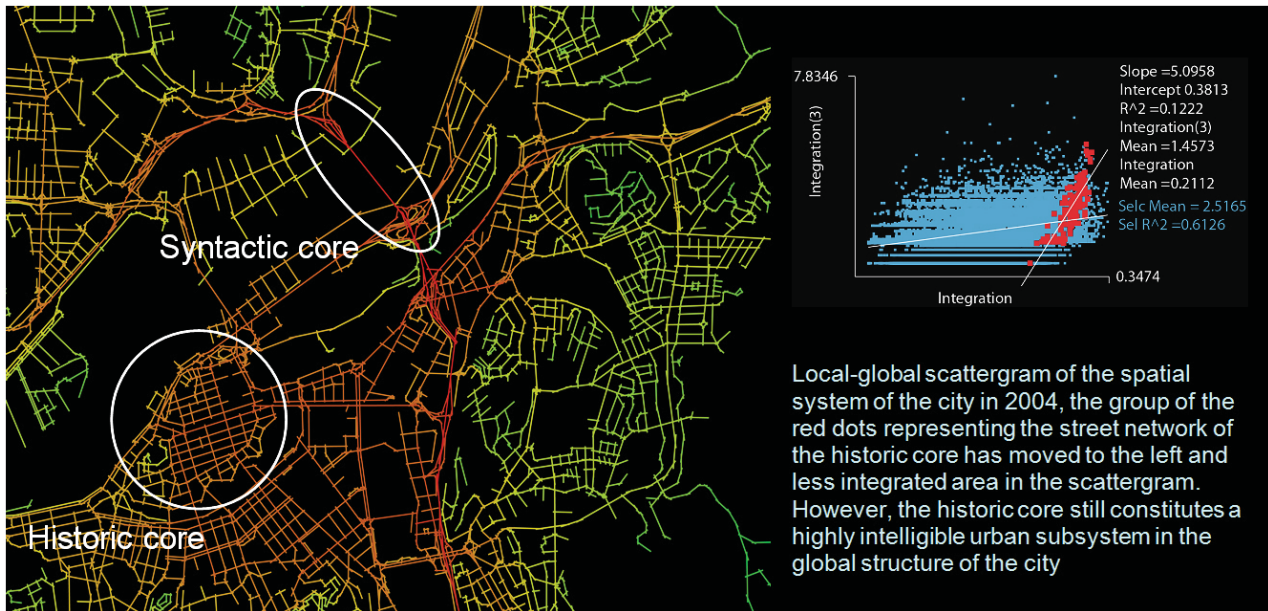 Syntactic core
Historic core
7.8346
Integration(3)
Integration
0.3474
Slope =5.0958
Intercept 0.3813
R^2 =0.1222
Integration(3)
Mean =1.4573
Integration
Mean =0.2112
Selc Mean = 2.5165
Sel R^2 =0.6126
Local-global scattergram of the spatial
system of the city in 2004, the group of the
red dots representing the street network of
the historic core has moved to the left and
less integrated area in the scattergram.
However, the historic core still constitutes a
highly intelligible urban subsystem in the
global structure of the city